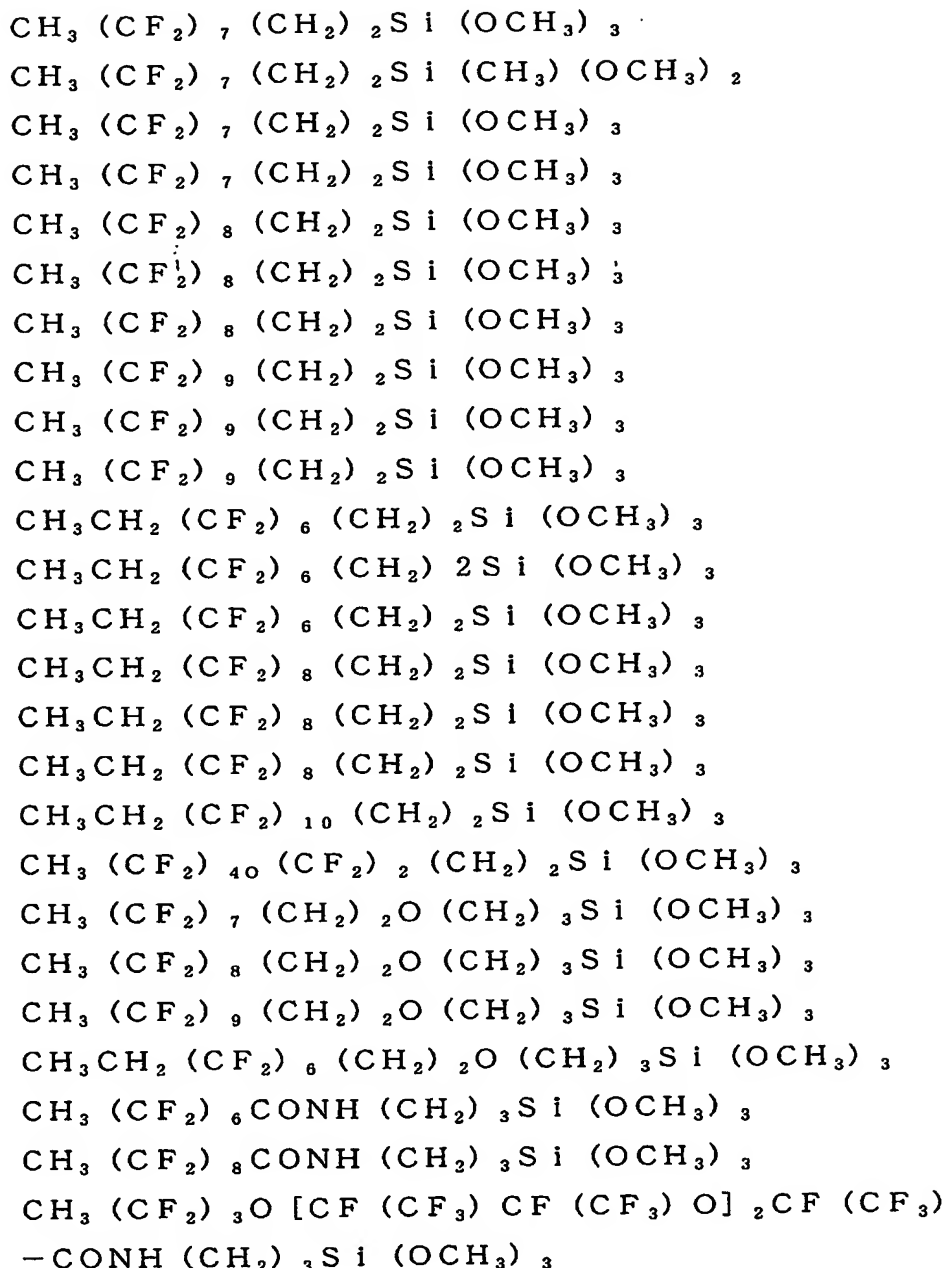 CH₃ (CF₂) ₇ (CH₂) ₂Si (OCH₃) ₃
CH₃ (CF₂) ₇ (CH₂) ₂Si (CH₃) (OCH₃) ₂
CH₃ (CF₂) ₇ (CH₂) ₂Si (OCH₃) ₃
CH₃ (CF₂) ₇ (CH₂) ₂Si (OCH₃) ₃
CH₃ (CF₂) ₈ (CH₂) ₂Si (OCH₃) ₃
CH₃ (CF₂) ₈ (CH₂) ₂Si (OCH₃) ₃
CH₃ (CF₂) ₈ (CH₂) ₂Si (OCH₃) ₃
CH₃ (CF₂) ₉ (CH₂) ₂Si (OCH₃) ₃
CH₃ (CF₂) ₉ (CH₂) ₂Si (OCH₃) ₃
CH₃ (CF₂) ₉ (CH₂) ₂Si (OCH₃) ₃
CH₃CH₂ (CF₂) ₆ (CH₂) ₂Si (OCH₃) ₃
CH₃CH₂ (CF₂) ₆ (CH₂) 2Si (OCH₃) ₃
CH₃CH₂ (CF₂) ₆ (CH₂) ₂Si (OCH₃) ₃
CH₃CH₂ (CF₂) ₈ (CH₂) ₂Si (OCH₃) ₃
CH₃CH₂ (CF₂) ₈ (CH₂) ₂Si (OCH₃) ₃
CH₃CH₂ (CF₂) ₈ (CH₂) ₂Si (OCH₃) ₃
CH₃CH₂ (CF₂) ₁₀ (CH₂) ₂Si (OCH₃) ₃
CH₃ (CF₂) ₄₀ (CF₂) ₂ (CH₂) ₂Si (OCH₃) ₃
CH₃ (CF₂) ₇ (CH₂) ₂O (CH₂) ₃Si (OCH₃) ₃
CH₃ (CF₂) ₈ (CH₂) ₂O (CH₂) ₃Si (OCH₃) ₃
CH₃ (CF₂) ₉ (CH₂) ₂O (CH₂) ₃Si (OCH₃) ₃
CH₃CH₂ (CF₂) ₆ (CH₂) ₂O (CH₂) ₃Si (OCH₃) ₃
CH₃ (CF₂) ₆CONH (CH₂) ₃Si (OCH₃) ₃
CH₃ (CF₂) ₈CONH (CH₂) ₃Si (OCH₃) ₃
CH₃ (CF₂) ₃O [CF (CF₃) CF (CF₃) O] ₂CF (CF₃)
−CONH (CH₂) ₃Si (OCH₃) ₃